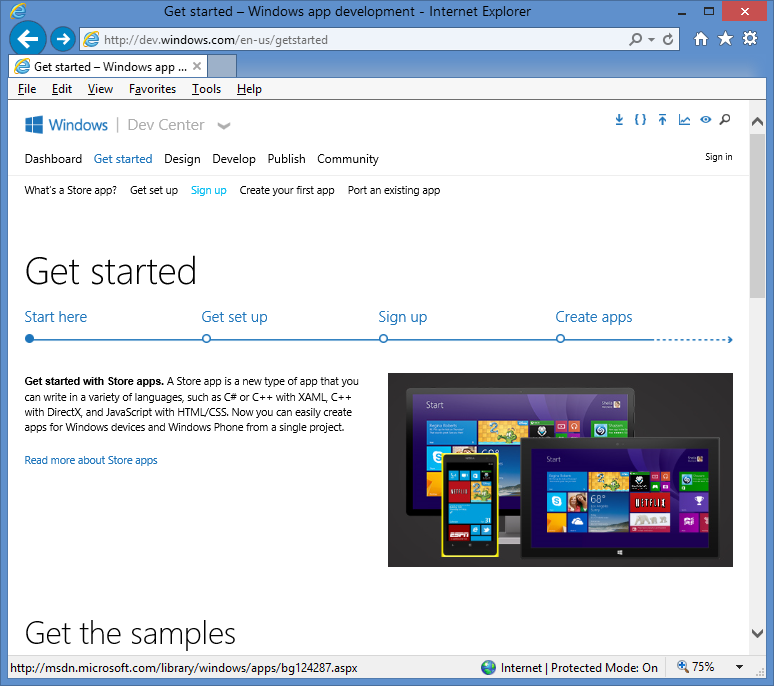 Get started – Windows app development - Internet Explorer
http://dev.windows.com/en-us/getstarted
Get started – Windows app ...
File Edit View Favorites Tools Help
Windows | Dev Center
Dashboard Get started Design Develop Publish Community
Sign in
What's a Store app? Get set up Sign up Create your first app Port an existing app
Get started
Start here Get set up Sign up Create apps
Get started with Store apps. A Store app is a new type of app that you
can write in a variety of languages, such as C# or C++ with XAML, C++
with DirectX, and JavaScript with HTML/CSS. Now you can easily create
apps for Windows devices and Windows Phone from a single project.
Read more about Store apps
Start
Start
68°
NETFLIX
NETFLIX
31
ESPN
Get the samples
http://msdn.microsoft.com/library/windows/apps/bg124287.aspx
Internet | Protected Mode: On
75%